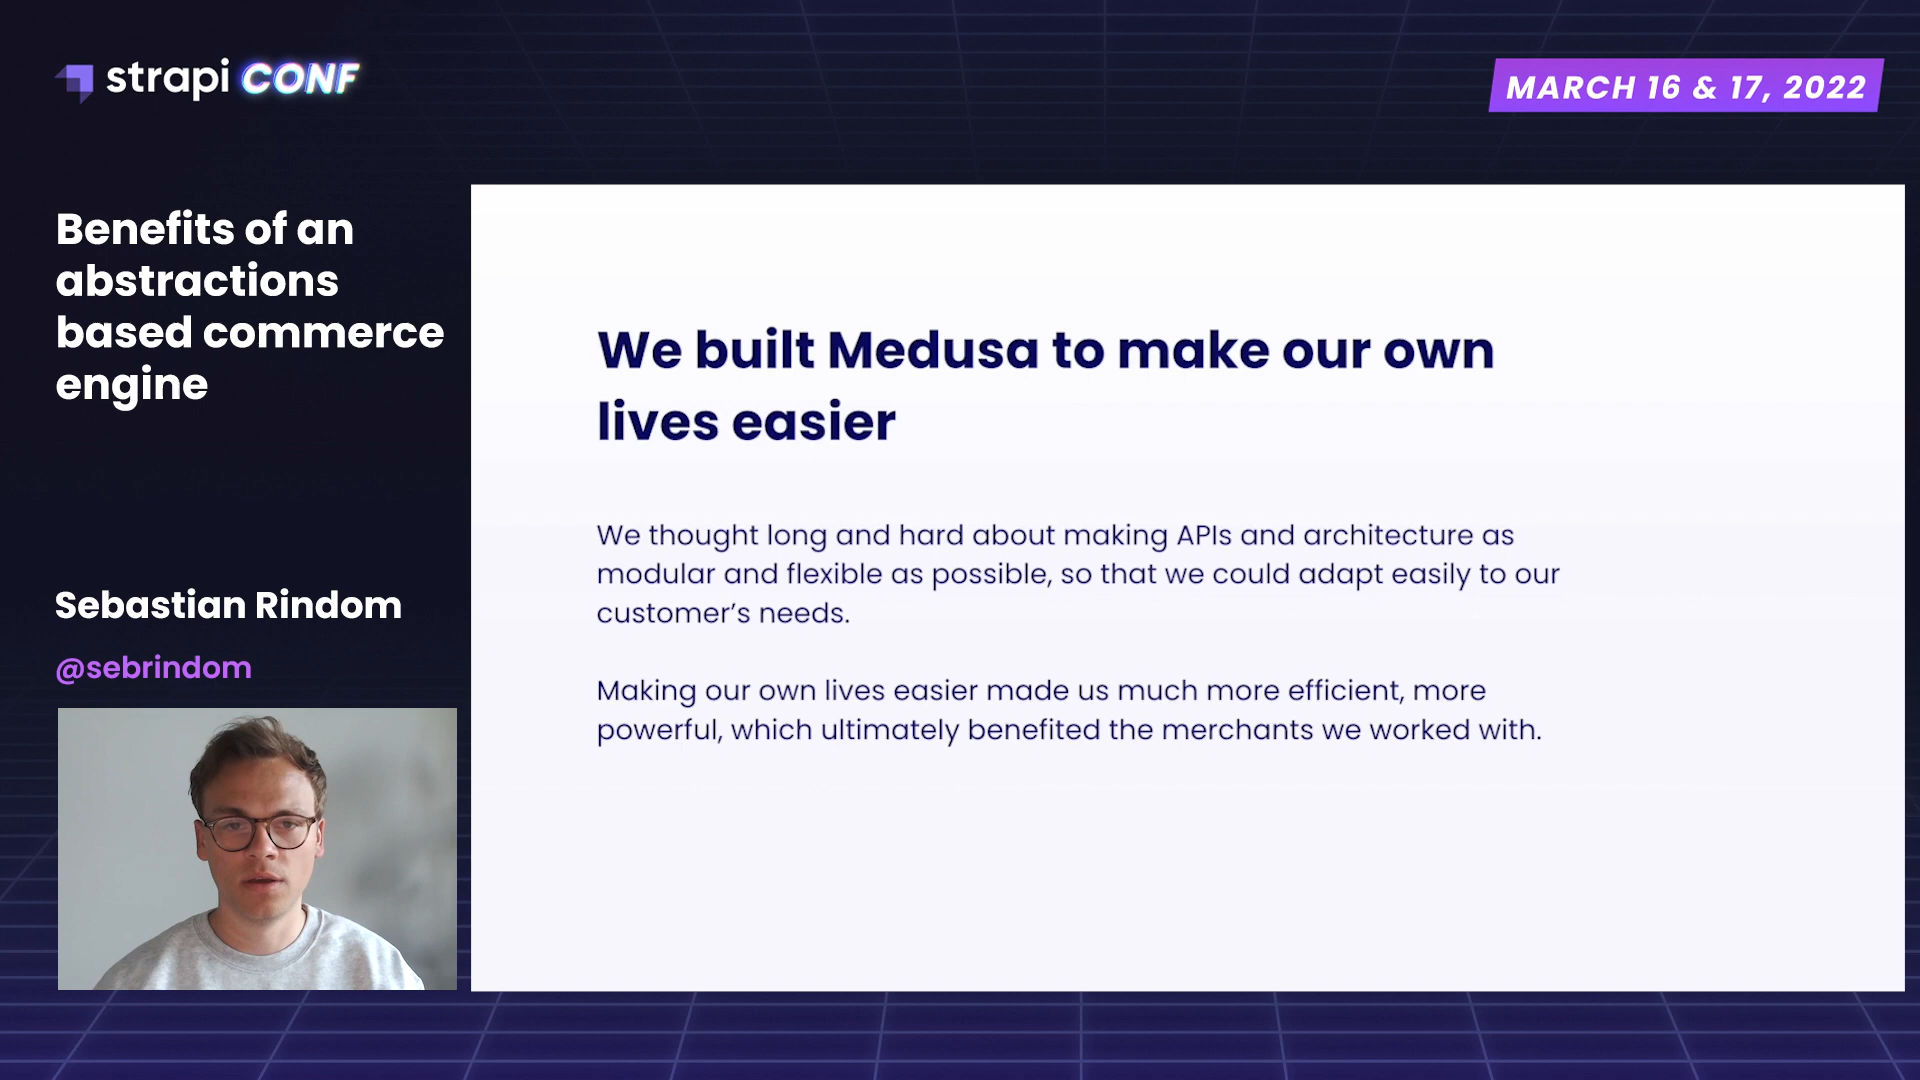 strapi CONF
MARCH 16 & 17, 2022
Benefits of an
abstractions
based commerce
engine
Sebastian Rindom
@sebrindom
We built Medusa to make our own
lives easier
We thought long and hard about making APIs and architecture as
modular and flexible as possible, so that we could adapt easily to our
customer’s needs.
Making our own lives easier made us much more efficient, more
powerful, which ultimately benefited the merchants we worked with.